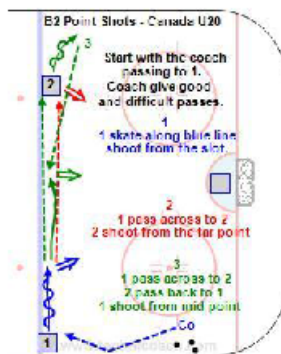 E2 Point Shots - Canada U20
3
Start with the coach
passing to 1.
Coach give good
and difficult passes.
2
1
1 skate along blue line
shoot from the slot.
2
1 pass across to 2
2 shoot from the far point
3
1 pass across to 2
2 pass back to 1
1 shoot from mid point
Co
1